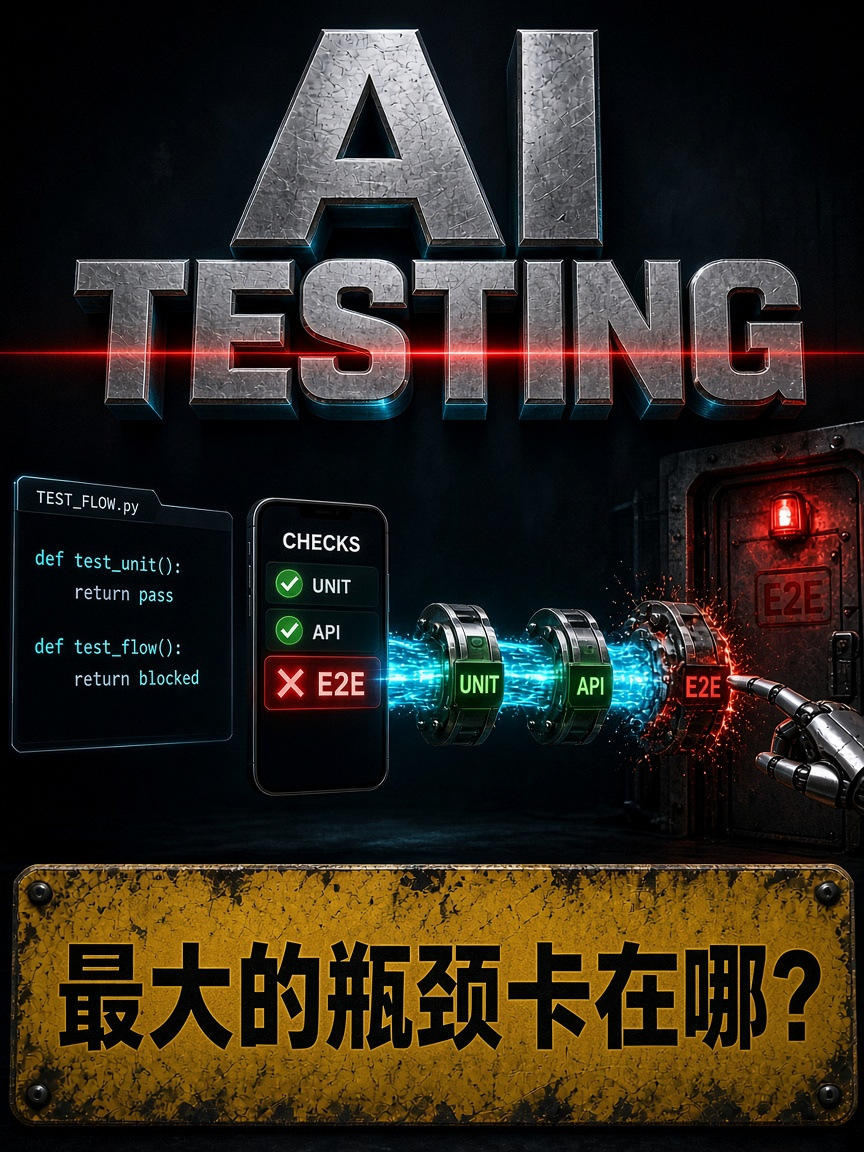 AI
TESTING
TEST_FLOW.py
def test_unit():
    return pass
def test_flow():
    return blocked
CHECKS
UNIT
API
E2E
UNIT
API
E2E
E2E
最大的瓶颈卡在哪?